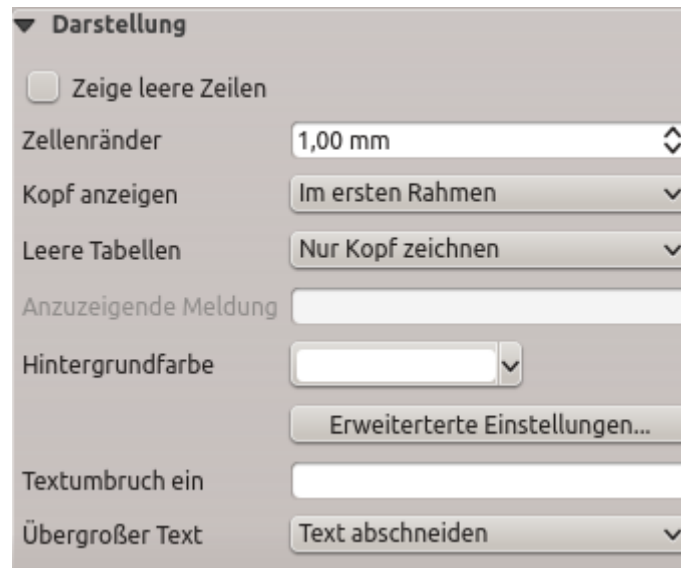 Darstellung
Zeige leere Zeilen
Zellenränder 1,00 mm
Kopf anzeigen Im ersten Rahmen
Leere Tabellen Nur Kopf zeichnen
Anzuzeigende Meldung
Hintergrundfarbe
Erweiterterte Einstellungen...
Textumbruch ein
Übergroßer Text Text abschneiden